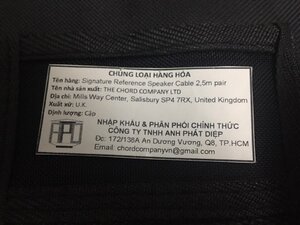 CHỦNG LOẠI HÀNG HÓA
Tên hàng: Signature Reference Speaker Cable 2,5m pair
Tên nhà sản xuất: THE CHORD COMPANY LTD
Địa chỉ: Mills Way Center, Salisbury SP4 7RX, United Kingdom
Xuất xứ: U.K.
Định lượng: Cặp
NHẬP KHẨU & PHÂN PHỐI CHÍNH THỨC
CÔNG TY TNHH ANH PHÁT DIỆP
Đc: 172/138A An Dương Vương, Q8, TP.HCM
Email: chordcompanyvn@gmail.com